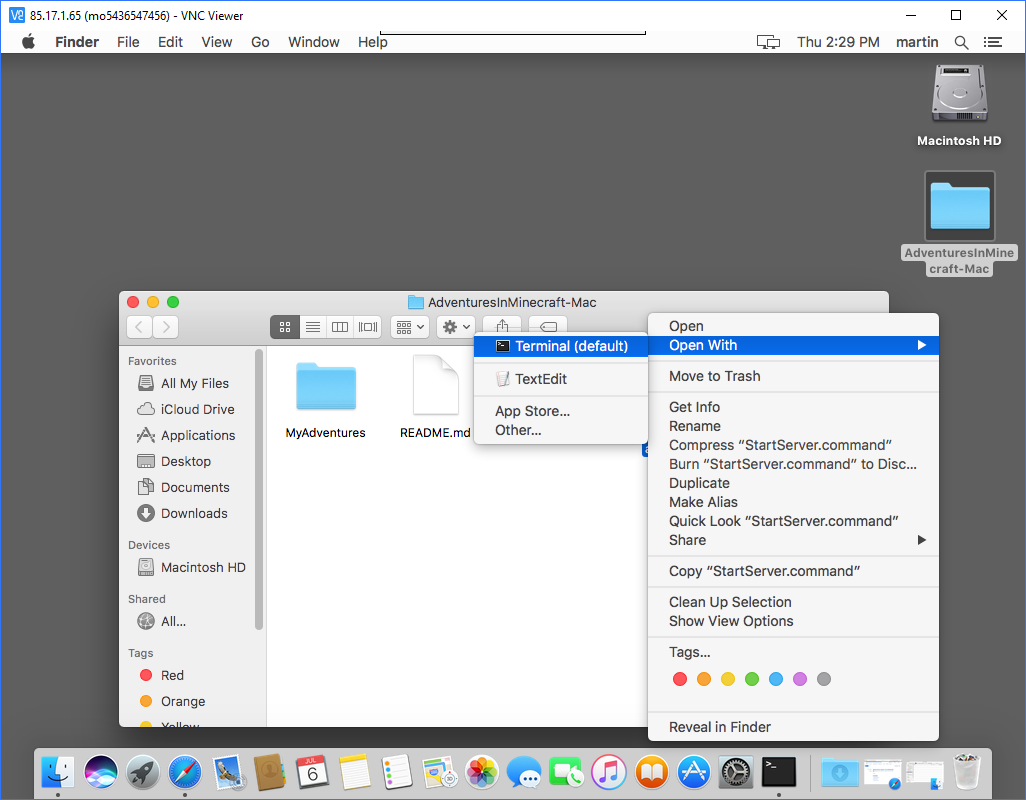 85.17.1.65 (mo5436547456) - VNC Viewer
Finder File Edit View Go Window Help Thu 2:29 PM martin
Macintosh HD
AdventuresInMine
craft-Mac
AdventuresInMinecraft-Mac
Favorites
All My Files
iCloud Drive
Applications
Desktop
Documents
Downloads
Devices
Macintosh HD
Shared
All...
Tags
Red
Orange
Yellow
MyAdventures
README.md
Terminal (default)
TextEdit
App Store...
Other...
Open
Open With
Move to Trash
Get Info
Rename
Compress “StartServer.command”
Burn “StartServer.command” to Disc...
Duplicate
Make Alias
Quick Look “StartServer.command”
Share
Copy “StartServer.command”
Clean Up Selection
Show View Options
Tags...
Reveal in Finder
JUL
6